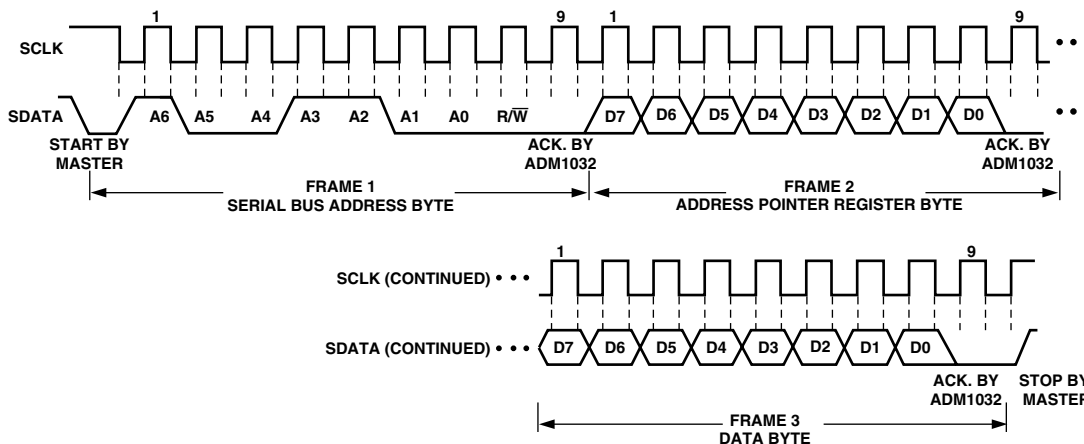 1 9 1 9
SCLK
SDATA A6 A5 A4 A3 A2 A1 A0 R/W̅ D7 D6 D5 D4 D3 D2 D1 D0
START BY
MASTER
ACK. BY
ADM1032
ACK. BY
ADM1032
FRAME 1
SERIAL BUS ADDRESS BYTE
FRAME 2
ADDRESS POINTER REGISTER BYTE
1 9
SCLK (CONTINUED)
SDATA (CONTINUED) D7 D6 D5 D4 D3 D2 D1 D0
ACK. BY
ADM1032
STOP BY
MASTER
FRAME 3
DATA BYTE